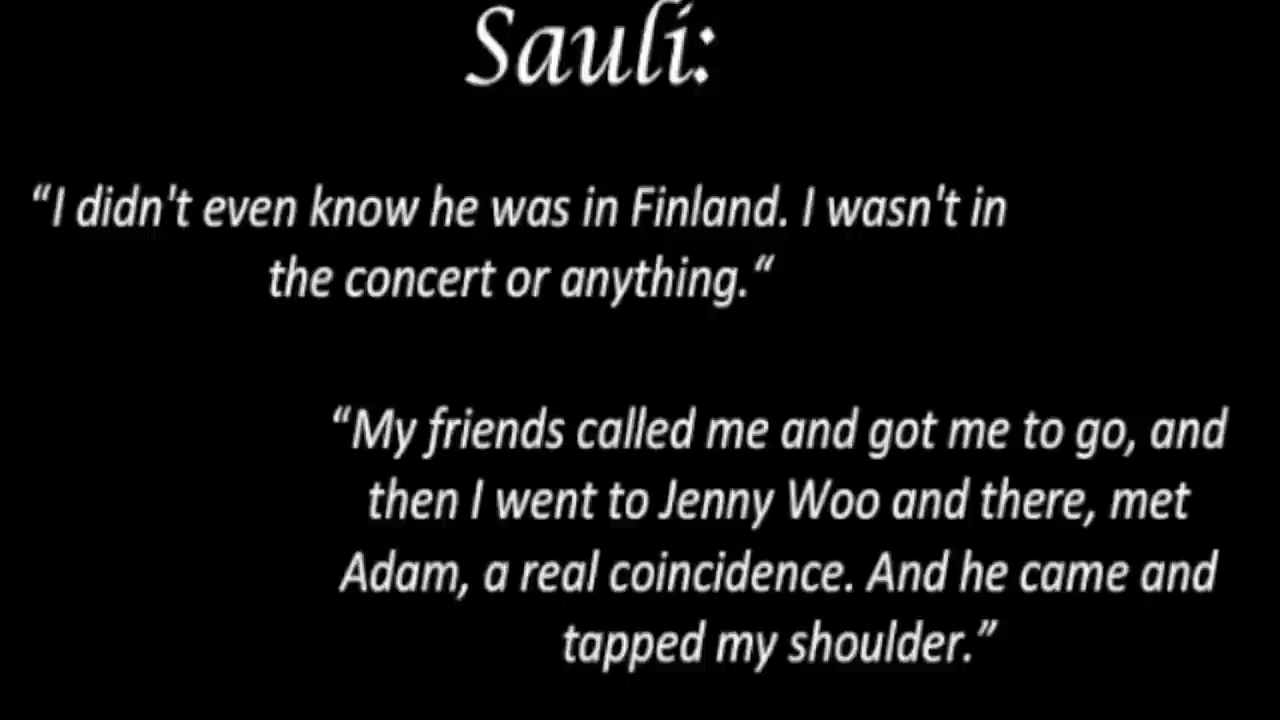 Sauli:
“I didn't even know he was in Finland. I wasn't in
the concert or anything.“
“My friends called me and got me to go, and
then I went to Jenny Woo and there, met
Adam, a real coincidence. And he came and
tapped my shoulder.”